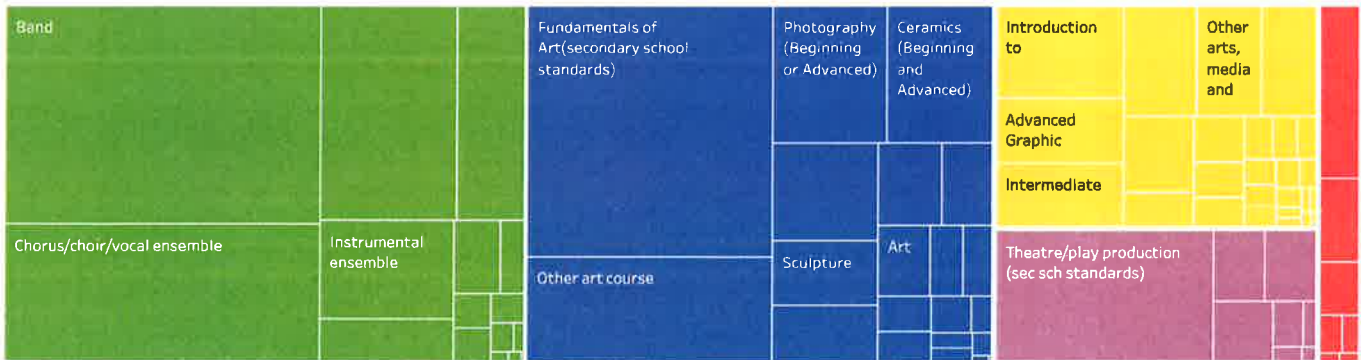 Band
Chorus/choir/vocal ensemble
Instrumental
ensemble
Fundamentals of
Art(secondary school
standards)
Other art course
Photography
(Beginning
or Advanced)
Ceramics
(Beginning
and
Advanced)
Sculpture
Art
Introduction
to
Advanced
Graphic
Intermediate
Other
arts,
media
and
Theatre/play production
(sec sch standards)